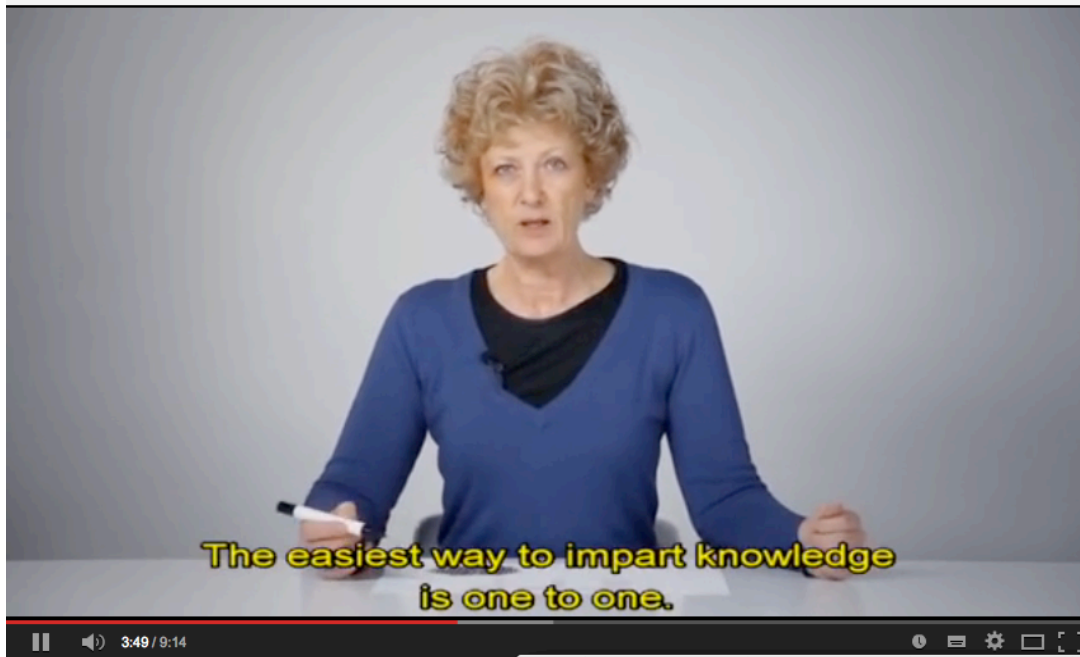 The easiest way to impart knowledge
is one to one.
3:49 / 9:14